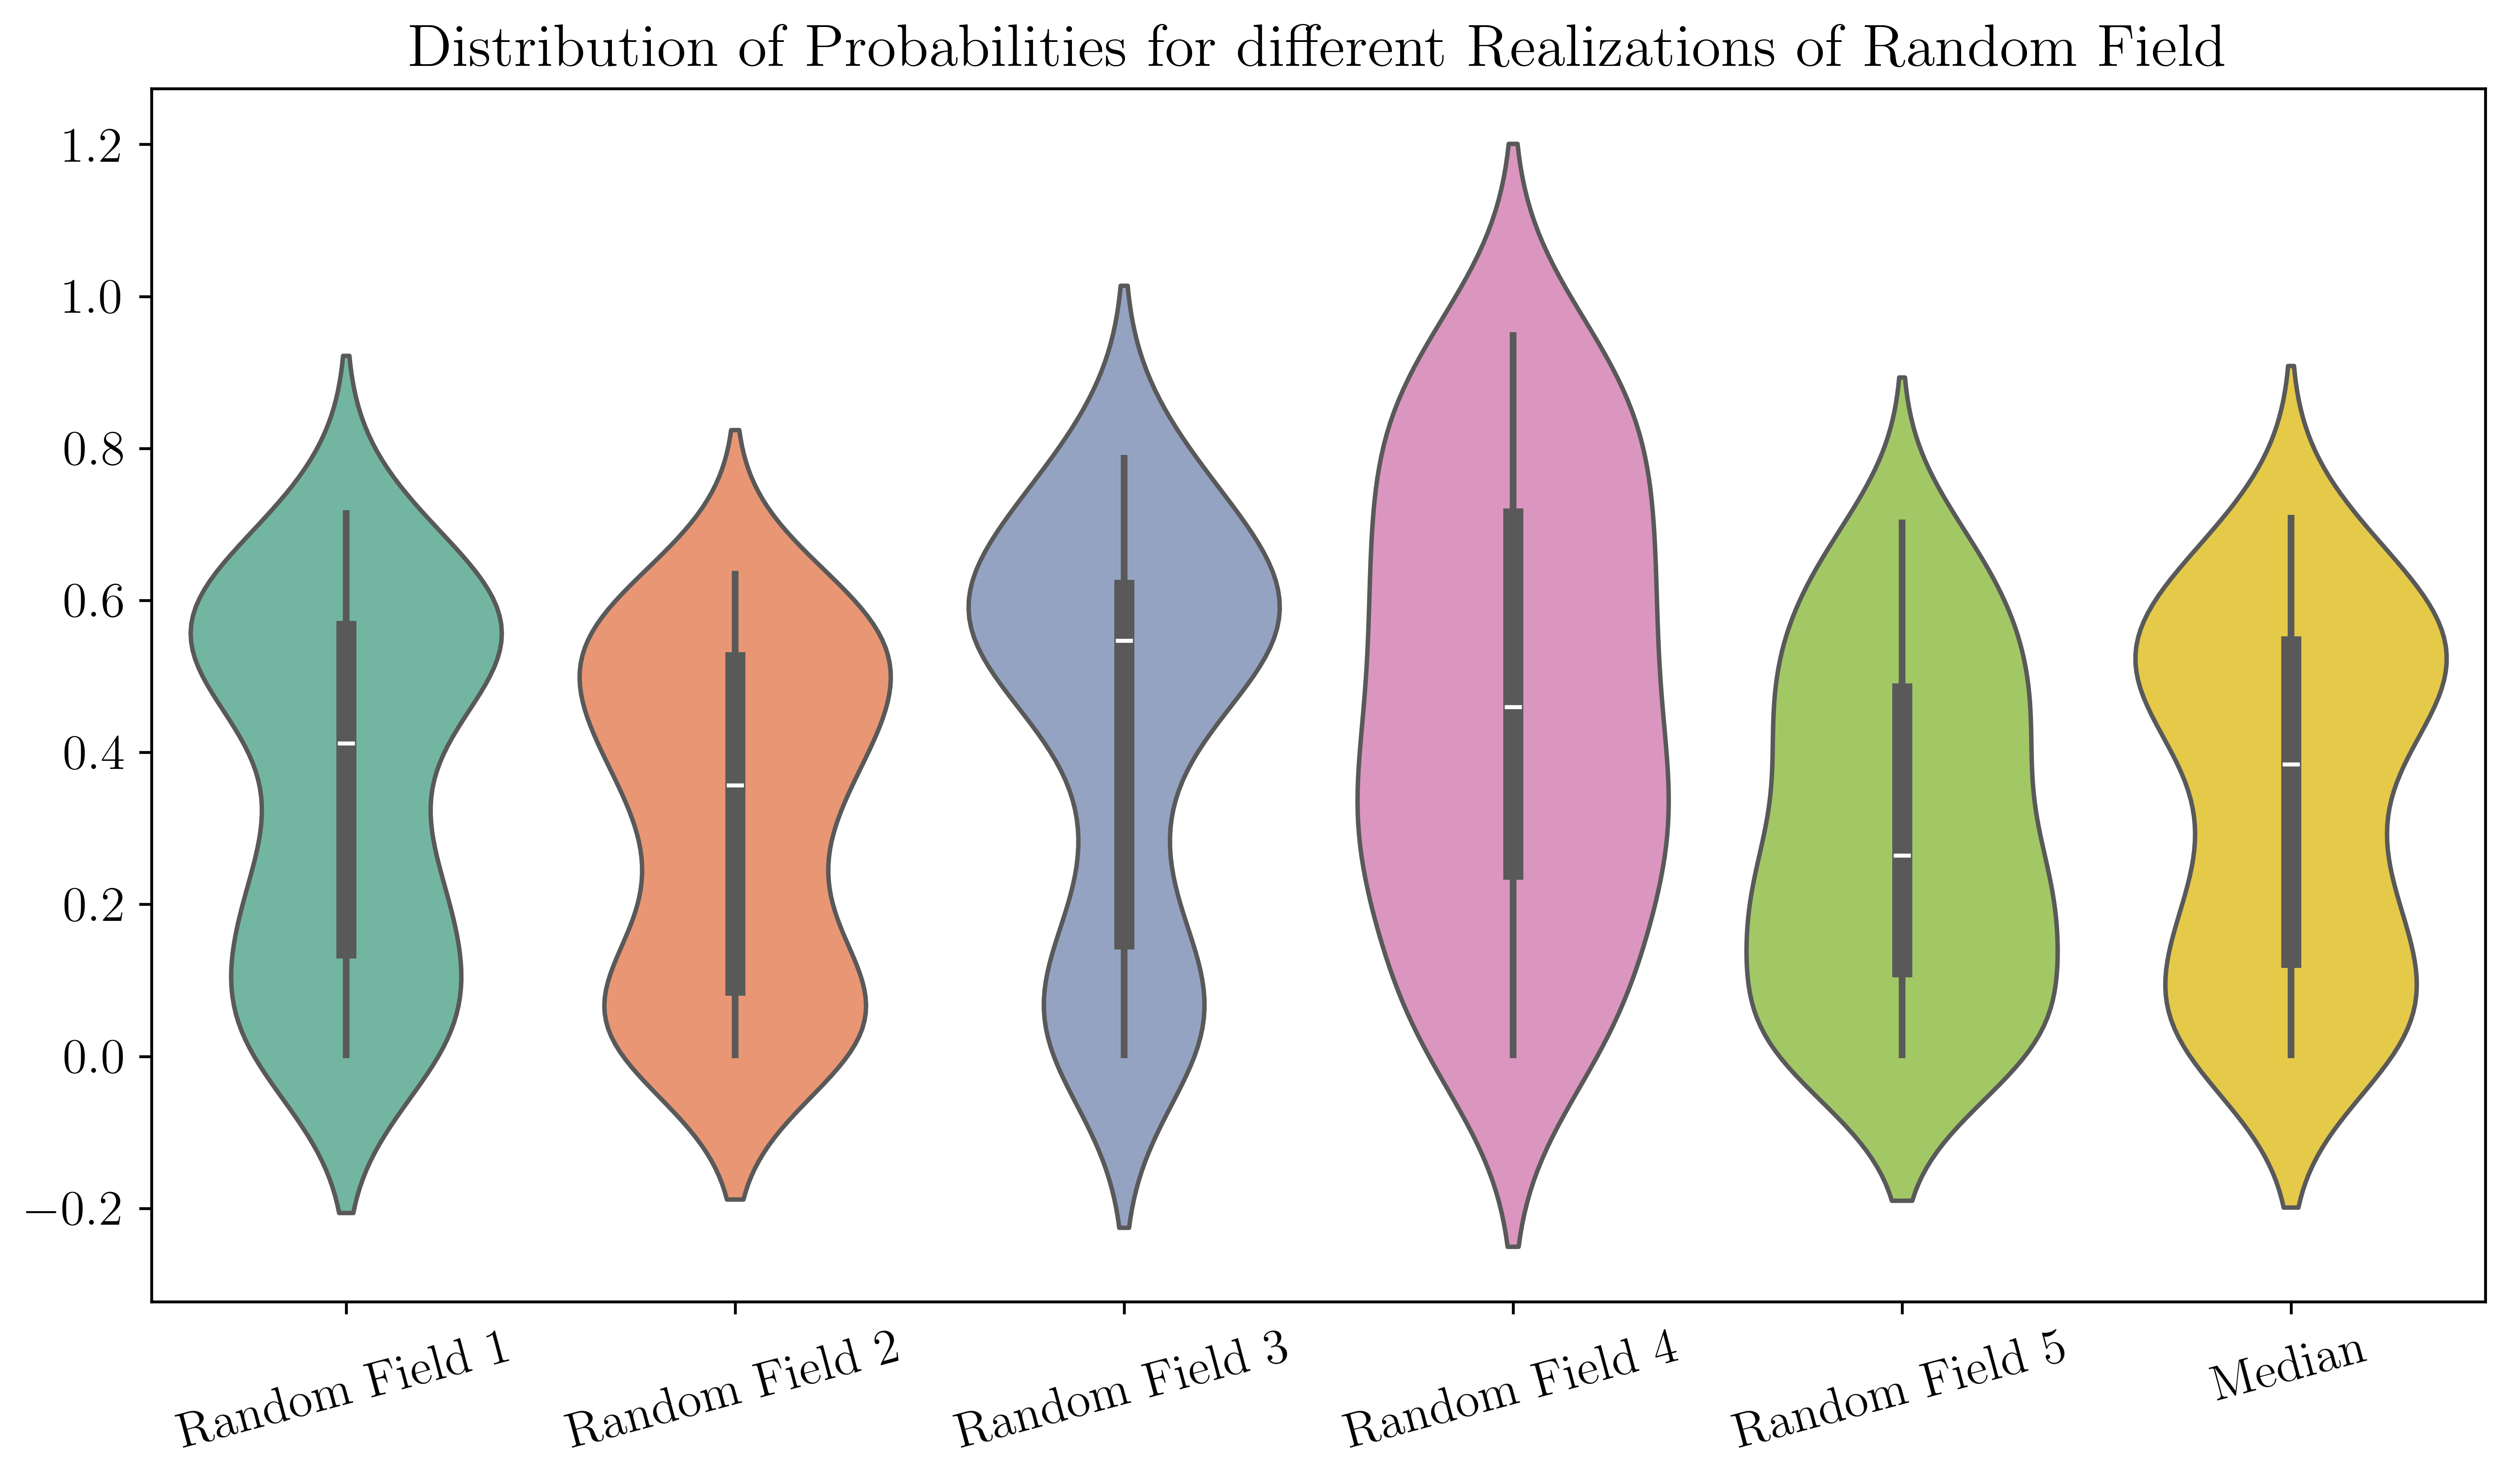 Distribution of Probabilities for different Realizations of Random Field
1.2
1.0
0.8
0.6
0.4
0.2
0.0
−0.2
Random Field 1
Random Field 2
Random Field 3
Random Field 4
Random Field 5
Median